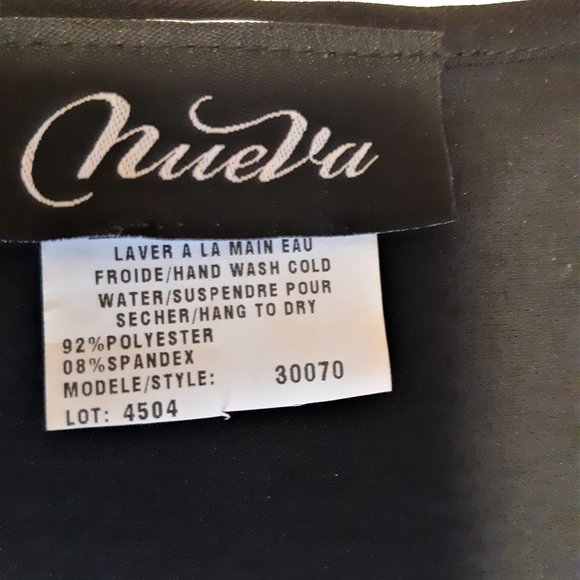 nueva
LAVER A LA MAIN EAU
FROIDE/HAND WASH COLD
WATER/SUSPENDRE POUR
SECHER/HANG TO DRY
92%POLYESTER
08%SPANDEX
MODELE/STYLE: 30070
LOT: 4504